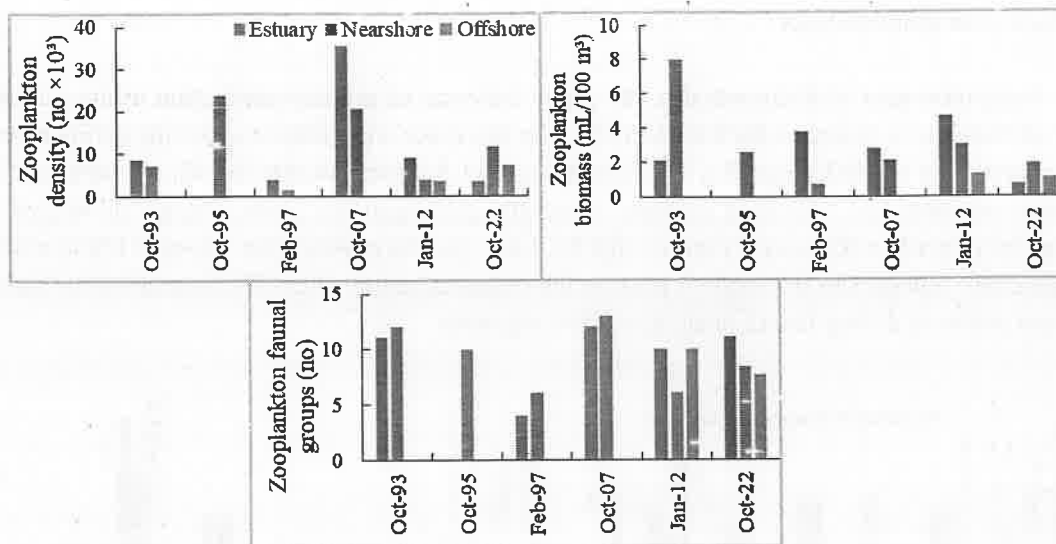 Zooplankton
density (no ×10³)
40
30
20
10
0
Estuary Nearshore Offshore
Oct-93
Oct-95
Feb-97
Oct-07
Jan-12
Oct-22
Zooplankton
biomass (mL/100 m³)
10
8
6
4
2
0
Oct-93
Oct-95
Feb-97
Oct-07
Jan-12
Oct-22
Zooplankton faunal
groups (no)
15
10
5
0
Oct-93
Oct-95
Feb-97
Oct-07
Jan-12
Oct-22